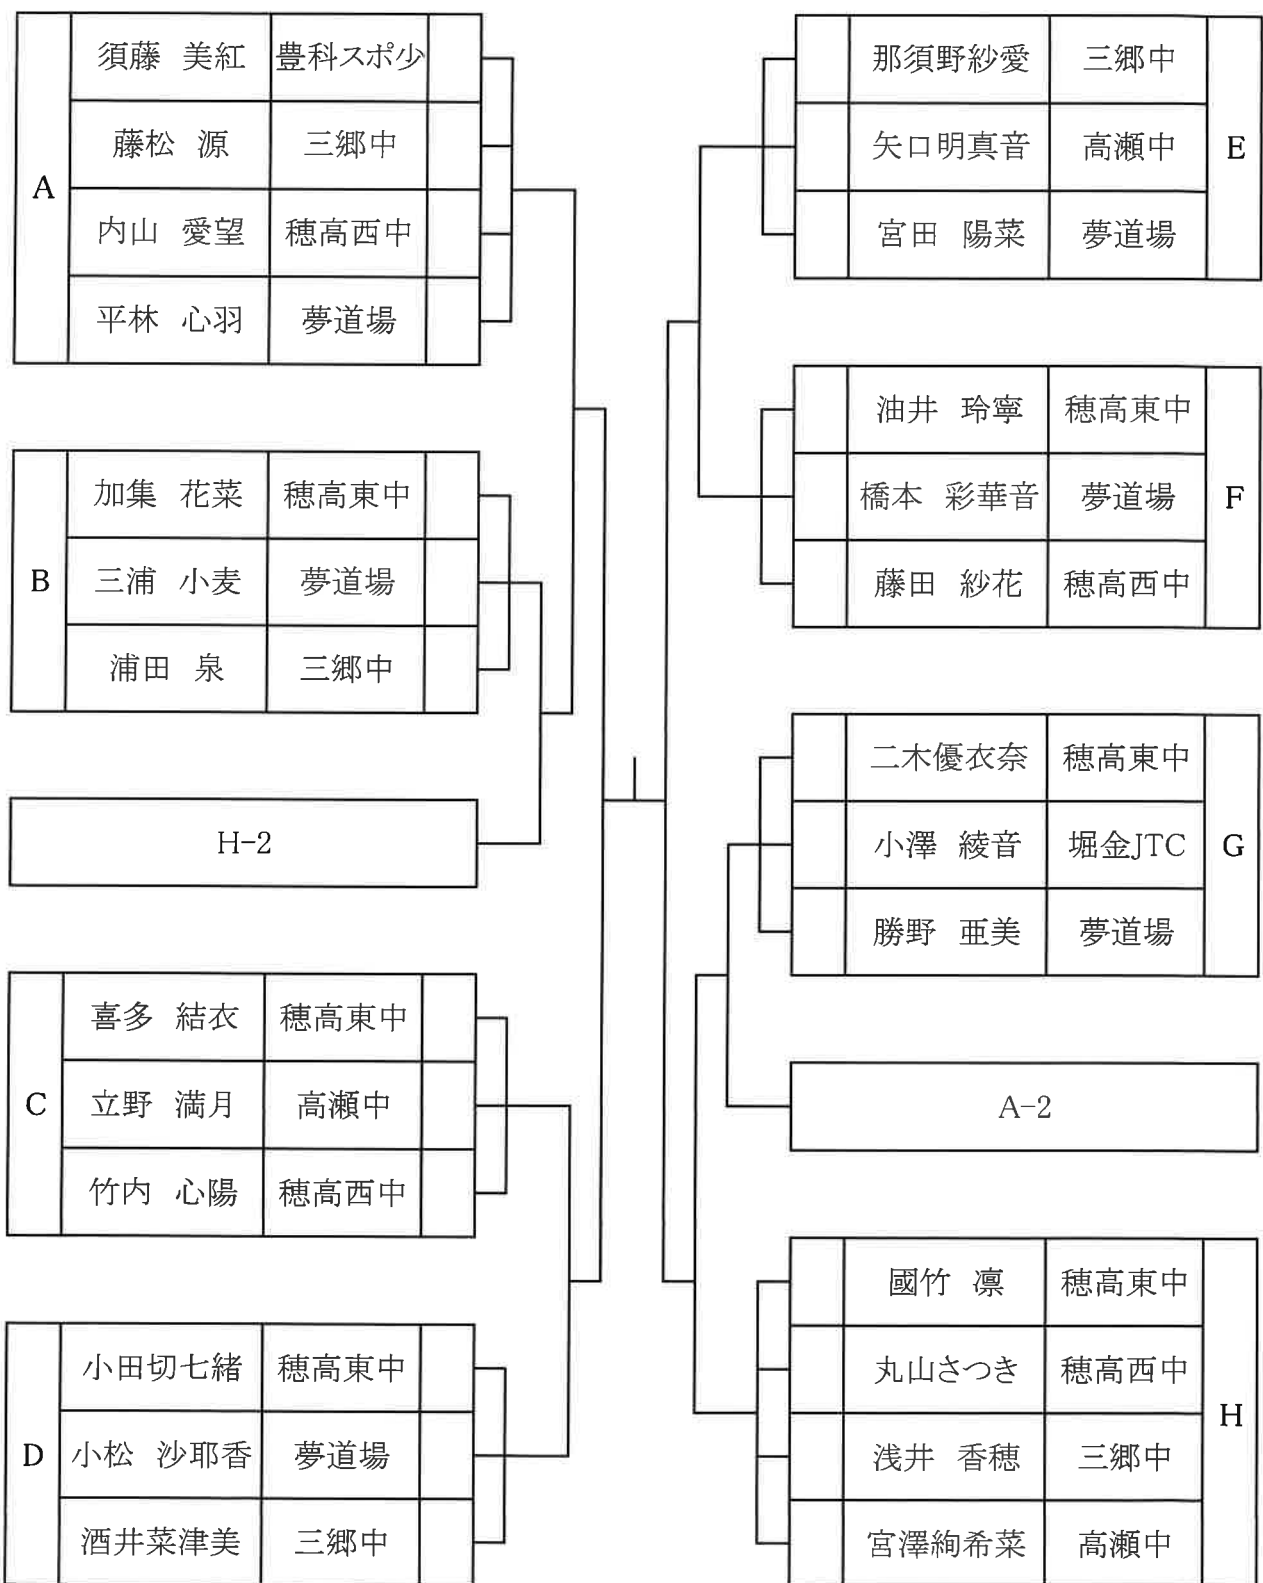 A
須藤 美紅 豊科スポ少
藤松 源 三郷中
内山 愛望 穂高西中
平林 心羽 夢道場
B
加集 花菜 穂高東中
三浦 小麦 夢道場
浦田 泉 三郷中
H-2
C
喜多 結衣 穂高東中
立野 満月 高瀬中
竹内 心陽 穂高西中
D
小田切七緒 穂高東中
小松 沙耶香 夢道場
酒井菜津美 三郷中
那須野紗愛 三郷中
矢口明真音 高瀬中
宮田 陽菜 夢道場
E
油井 玲寧 穂高東中
橋本 彩華音 夢道場
藤田 紗花 穂高西中
F
二木優衣奈 穂高東中
小澤 綾音 堀金JTC
勝野 亜美 夢道場
G
A-2
國竹 凛 穂高東中
丸山さつき 穂高西中
浅井 香穂 三郷中
宮澤絢希菜 高瀬中
H